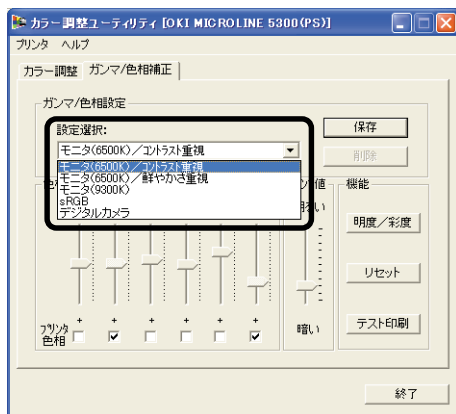 カラー調整ユーティリティ [OKI MICROLINE 5300(PS)]
プリンタ ヘルプ
カラー調整 ガンマ/色相補正
ガンマ/色相設定
設定選択:
モニタ(6500K)/コントラスト重視
保存
削除
モニタ(6500K)/コントラスト重視
モニタ(6500K)/鮮やかさ重視
モニタ(9300K)
sRGB
デジタルカメラ
機能
明度/彩度
リセット
テスト印刷
+ + + + + +
プリンタ
色相
暗い
終了